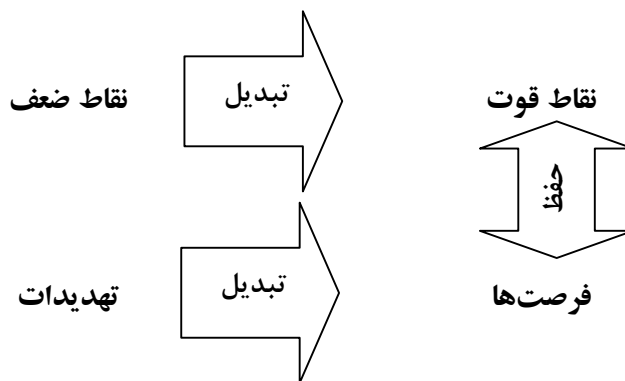 نقاط قوت
تبدیل
نقاط ضعف
حفظ
فرصت‌ها
تبدیل
تهدیدات